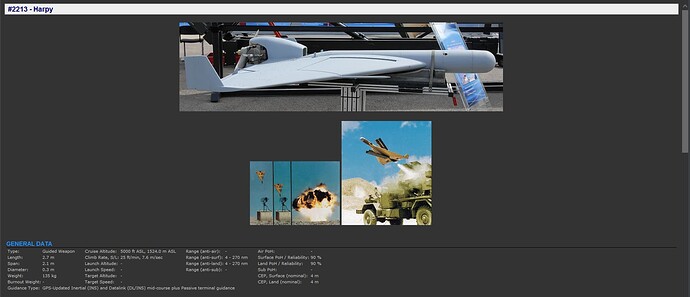 #2213 - Harpy
GENERAL DATA
Type: Guided Weapon Cruise Altitude: 5000 ft ASL, 1524.0 m ASL Range (anti-air): - Air PoH: -
Length: 2.7 m Climb Rate, S/L: 25 ft/min, 7.6 m/sec Range (anti-surf): 4 - 270 nm Surface PoH / Reliability: 90 %
Span: 2.1 m Launch Altitude: - Range (anti-land): 4 - 270 nm Land PoH / Reliability: 90 %
Diameter: 0.3 m Launch Speed: - Range (anti-sub): - Sub PoH: -
Weight: 135 kg Target Altitude: - CEP, Surface (nominal): 4 m
Burnout Weight: - Target Speed: - CEP, Land (nominal): 4 m
Guidance Type: GPS-Updated Inertial (INS) and Datalink (DL/INS) mid-course plus Passive terminal guidance